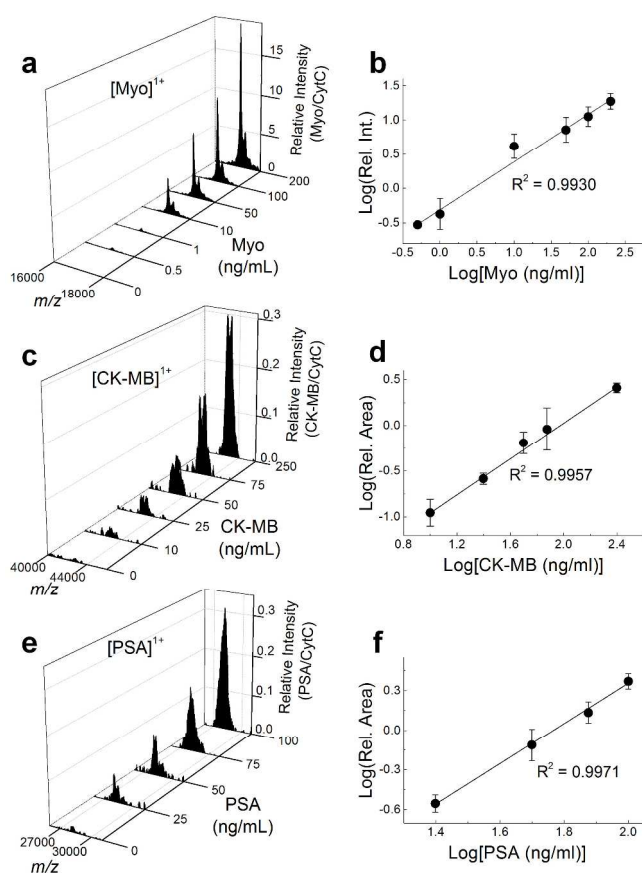 a
[Myo]¹⁺
Relative Intensity
(Myo/CytC)
15
10
5
0
200
100
50
10
1
0.5
0
Myo
(ng/mL)
16000
18000
m/z
b
Log(Rel. Int.)
1.5
1.0
0.5
0.0
-0.5
R² = 0.9930
-0.5 0.0 0.5 1.0 1.5 2.0 2.5
Log[Myo (ng/ml)]
c
[CK-MB]¹⁺
Relative Intensity
(CK-MB/CytC)
0.3
0.2
0.1
0.0
250
75
50
25
10
0
CK-MB
(ng/mL)
40000
44000
m/z
d
Log(Rel. Area)
0.5
0.0
-0.5
-1.0
R² = 0.9957
0.8 1.2 1.6 2.0 2.4
Log[CK-MB (ng/ml)]
e
[PSA]¹⁺
Relative Intensity
(PSA/CytC)
0.3
0.2
0.1
0.0
100
75
50
25
0
PSA
(ng/mL)
27000
30000
m/z
f
Log(Rel. Area)
0.3
0.0
-0.3
-0.6
R² = 0.9971
1.4 1.6 1.8 2.0
Log[PSA (ng/ml)]